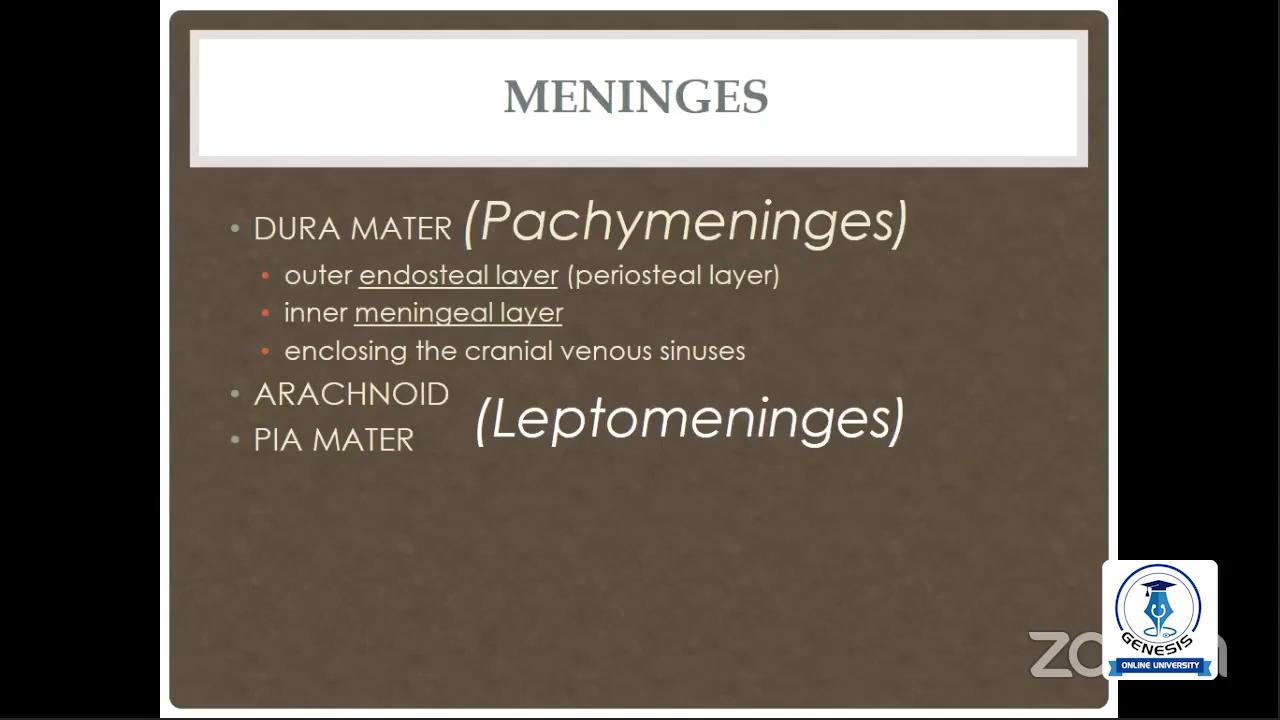 MENINGES
• DURA MATER (Pachymeninges)
• outer endosteal layer (periosteal layer)
• inner meningeal layer
• enclosing the cranial venous sinuses
• ARACHNOID
(Leptomeninges)
• PIA MATER
GENESIS
ONLINE UNIVERSITY